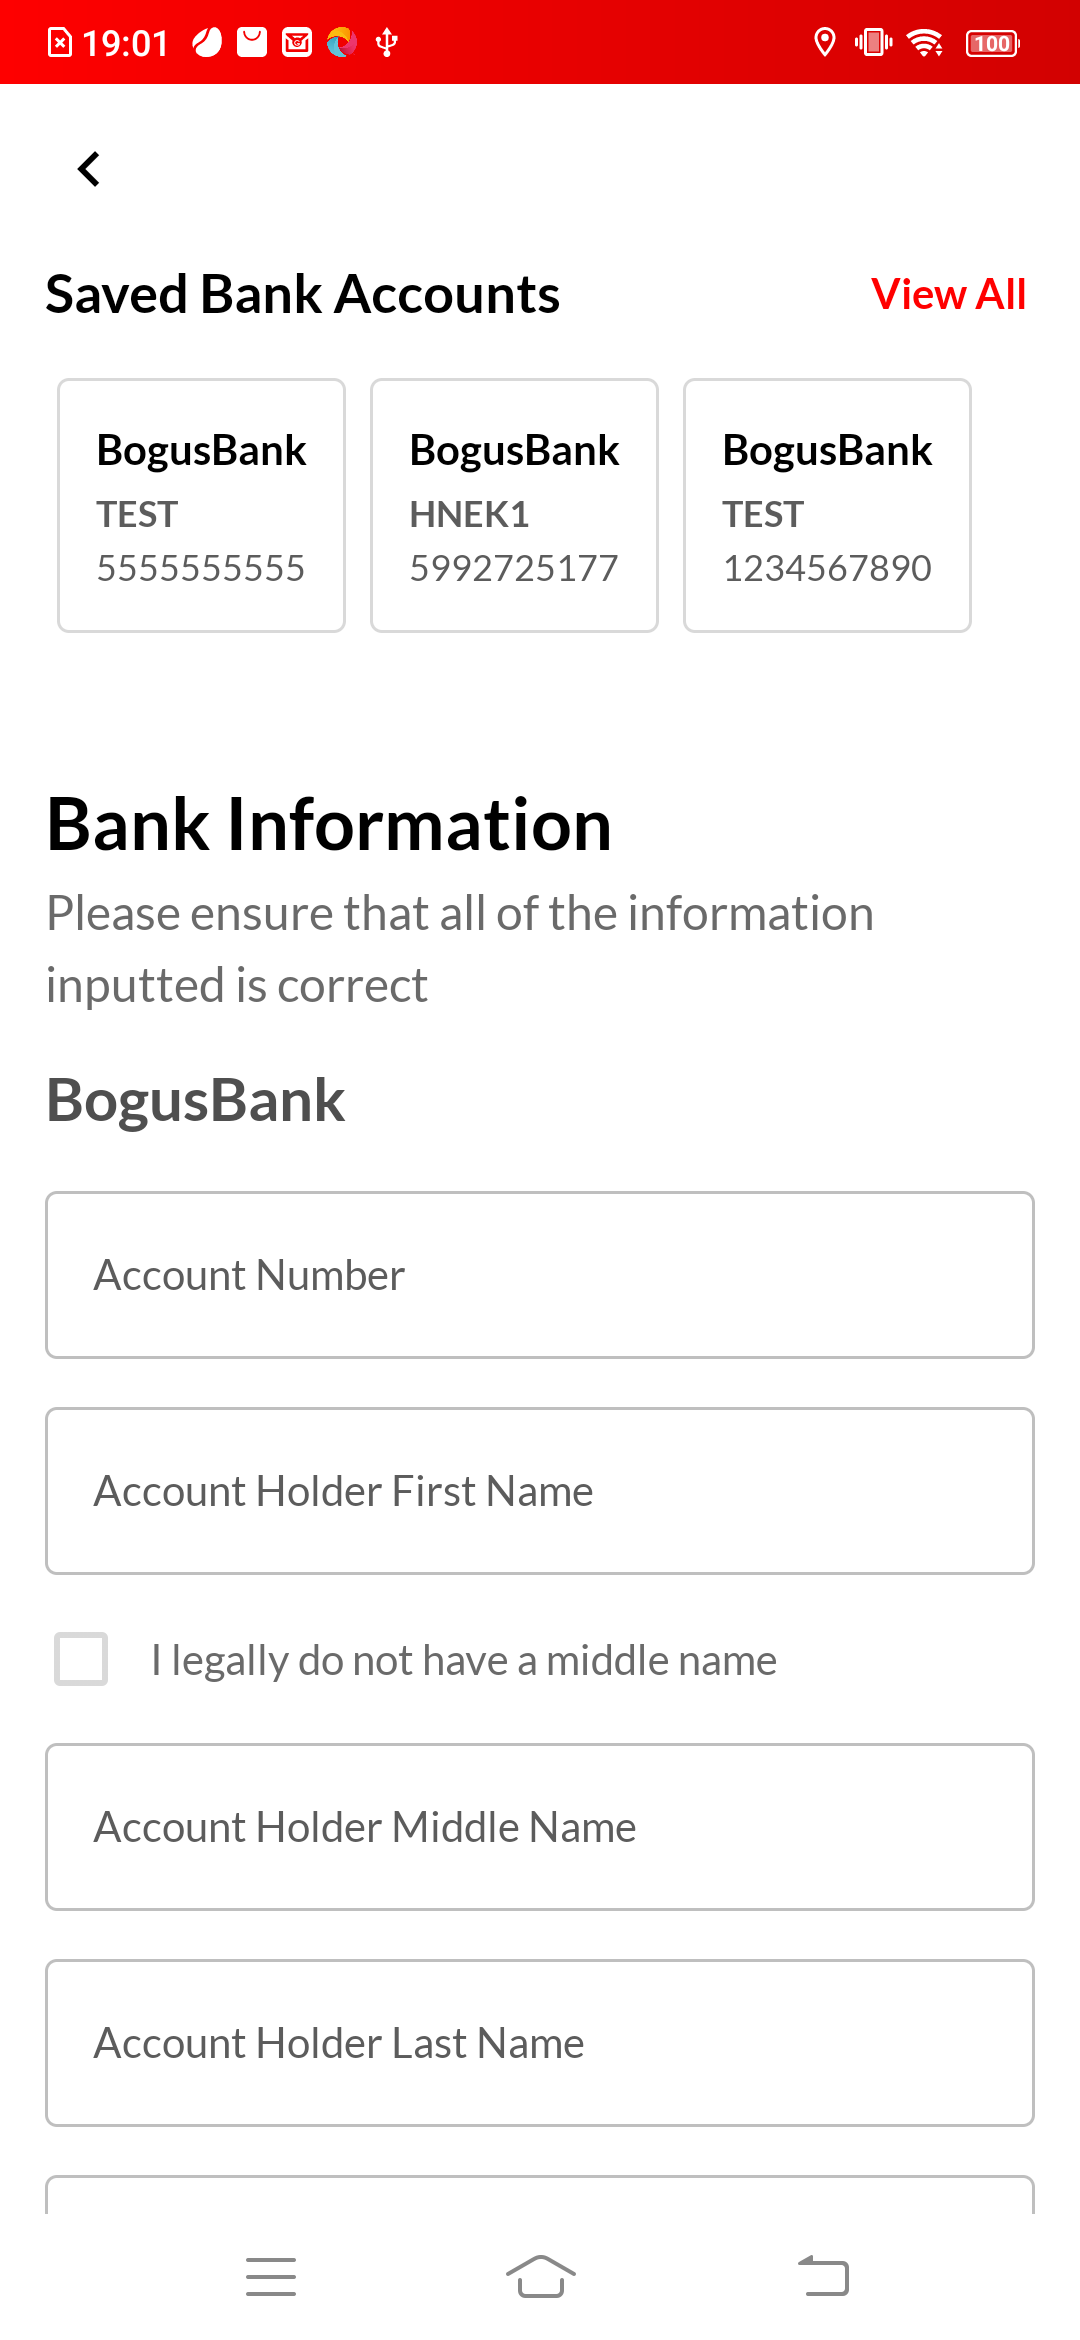 19:01
100
Saved Bank Accounts View All
BogusBank
TEST
5555555555
BogusBank
HNEK1
5992725177
BogusBank
TEST
1234567890
Bank Information
Please ensure that all of the information
inputted is correct
BogusBank
Account Number
Account Holder First Name
I legally do not have a middle name
Account Holder Middle Name
Account Holder Last Name